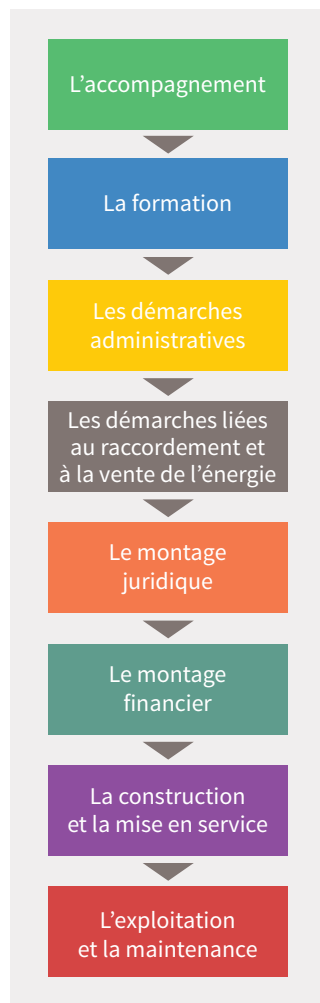 L’accompagnement
La formation
Les démarches
administratives
Les démarches liées
au raccordement et
à la vente de l’énergie
Le montage
juridique
Le montage
financier
La construction
et la mise en service
L’exploitation
et la maintenance